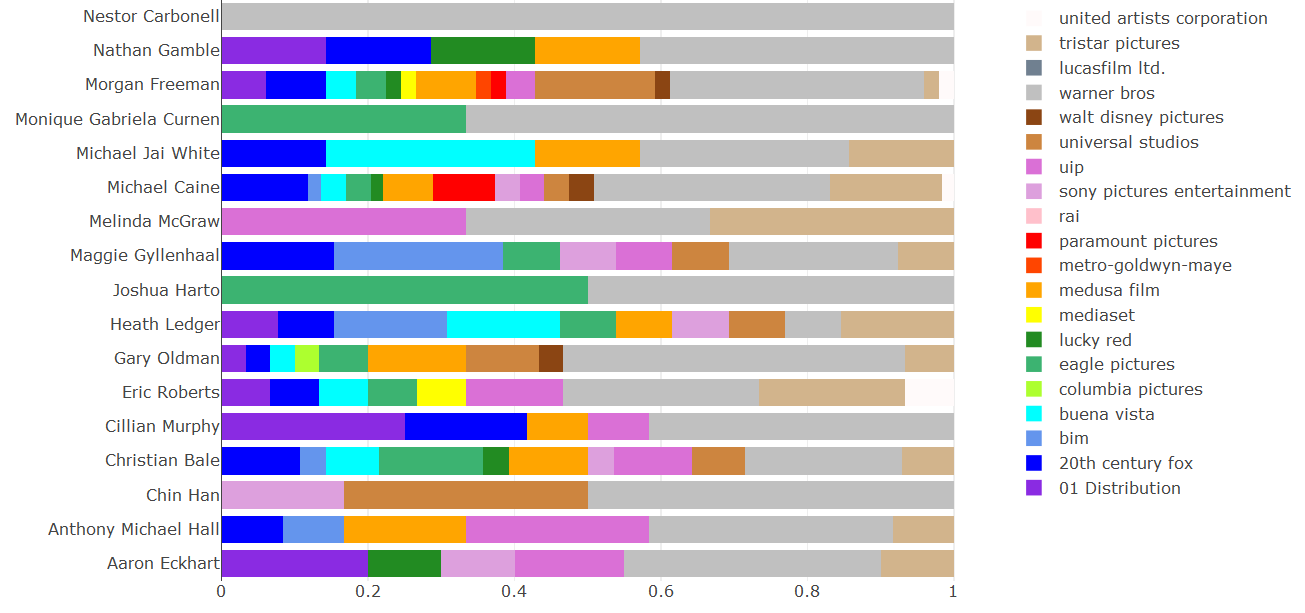 Nestor Carbonell
Nathan Gamble
Morgan Freeman
Monique Gabriela Curnen
Michael Jai White
Michael Caine
Melinda McGraw
Maggie Gyllenhaal
Joshua Harto
Heath Ledger
Gary Oldman
Eric Roberts
Cillian Murphy
Christian Bale
Chin Han
Anthony Michael Hall
Aaron Eckhart
0 0.2 0.4 0.6 0.8 1
united artists corporation
tristar pictures
lucasfilm ltd.
warner bros
walt disney pictures
universal studios
uip
sony pictures entertainment
rai
paramount pictures
metro-goldwyn-maye
medusa film
mediaset
lucky red
eagle pictures
columbia pictures
buena vista
bim
20th century fox
01 Distribution